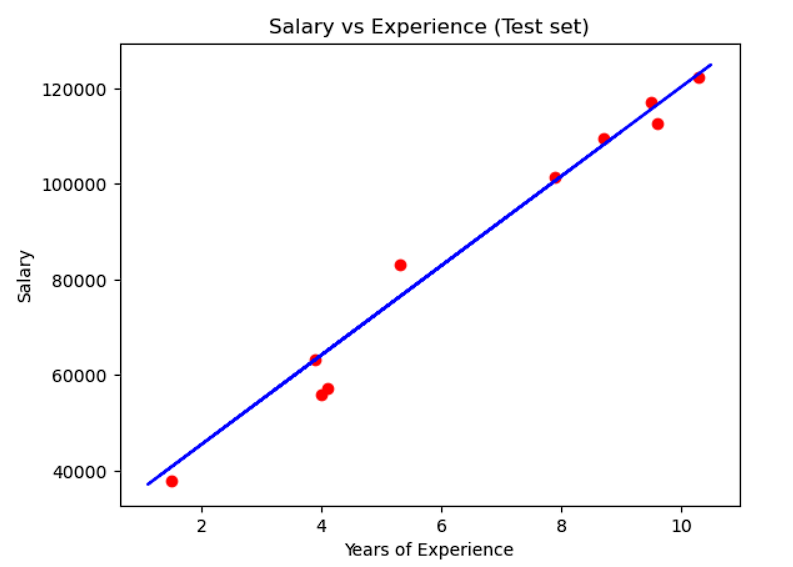 Salary vs Experience (Test set)
120000
100000
80000
60000
40000
Salary
2 4 6 8 10
Years of Experience